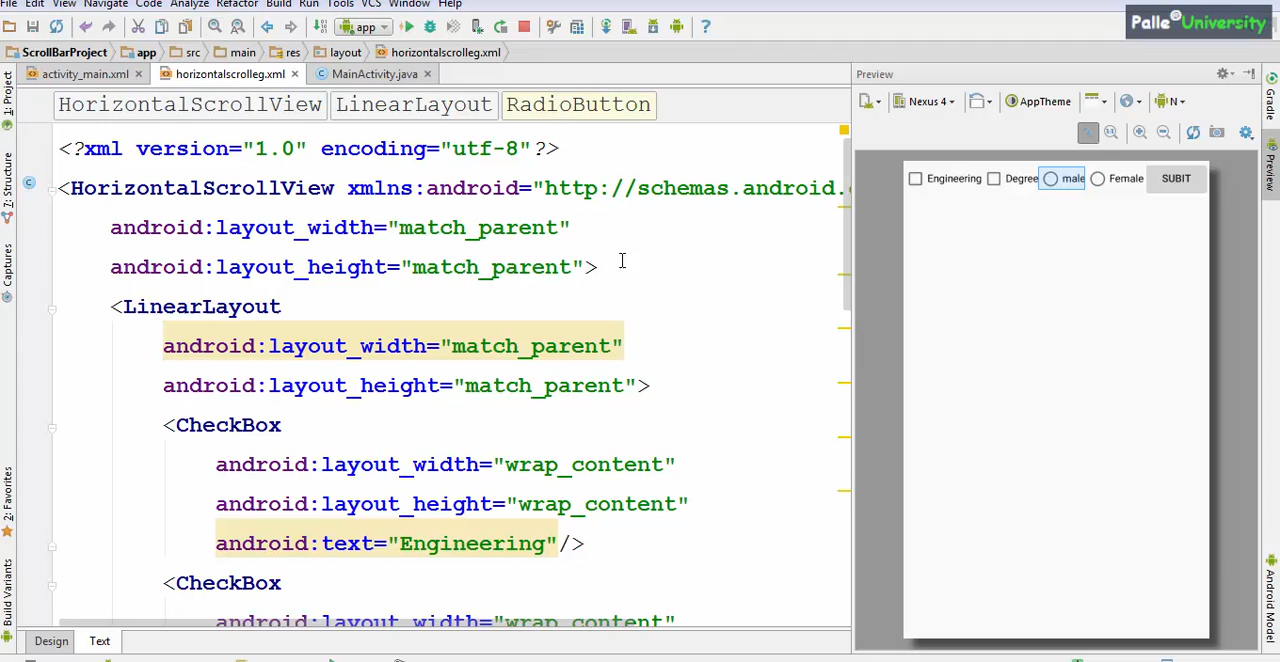 File Edit View Navigate Code Analyze Refactor Build Run Tools VCS Window Help
Palle University
app
ScrollBarProject app src main res layout horizontalscrolleg.xml
activity_main.xml horizontalscrolleg.xml MainActivity.java
Preview
HorizontalScrollView LinearLayout RadioButton
Nexus 4 AppTheme N
<?xml version="1.0" encoding="utf-8"?>
<HorizontalScrollView xmlns:android="http://schemas.android.
android:layout_width="match_parent"
android:layout_height="match_parent">
<LinearLayout
android:layout_width="match_parent"
android:layout_height="match_parent">
<CheckBox
android:layout_width="wrap_content"
android:layout_height="wrap_content"
android:text="Engineering"/>
<CheckBox
android:layout_width="wrap_content"
Engineering Degree male Female SUBIT
Design Text
1: Project
7: Structure
Captures
2: Favorites
Build Variants
Gradle
Preview
Android Model